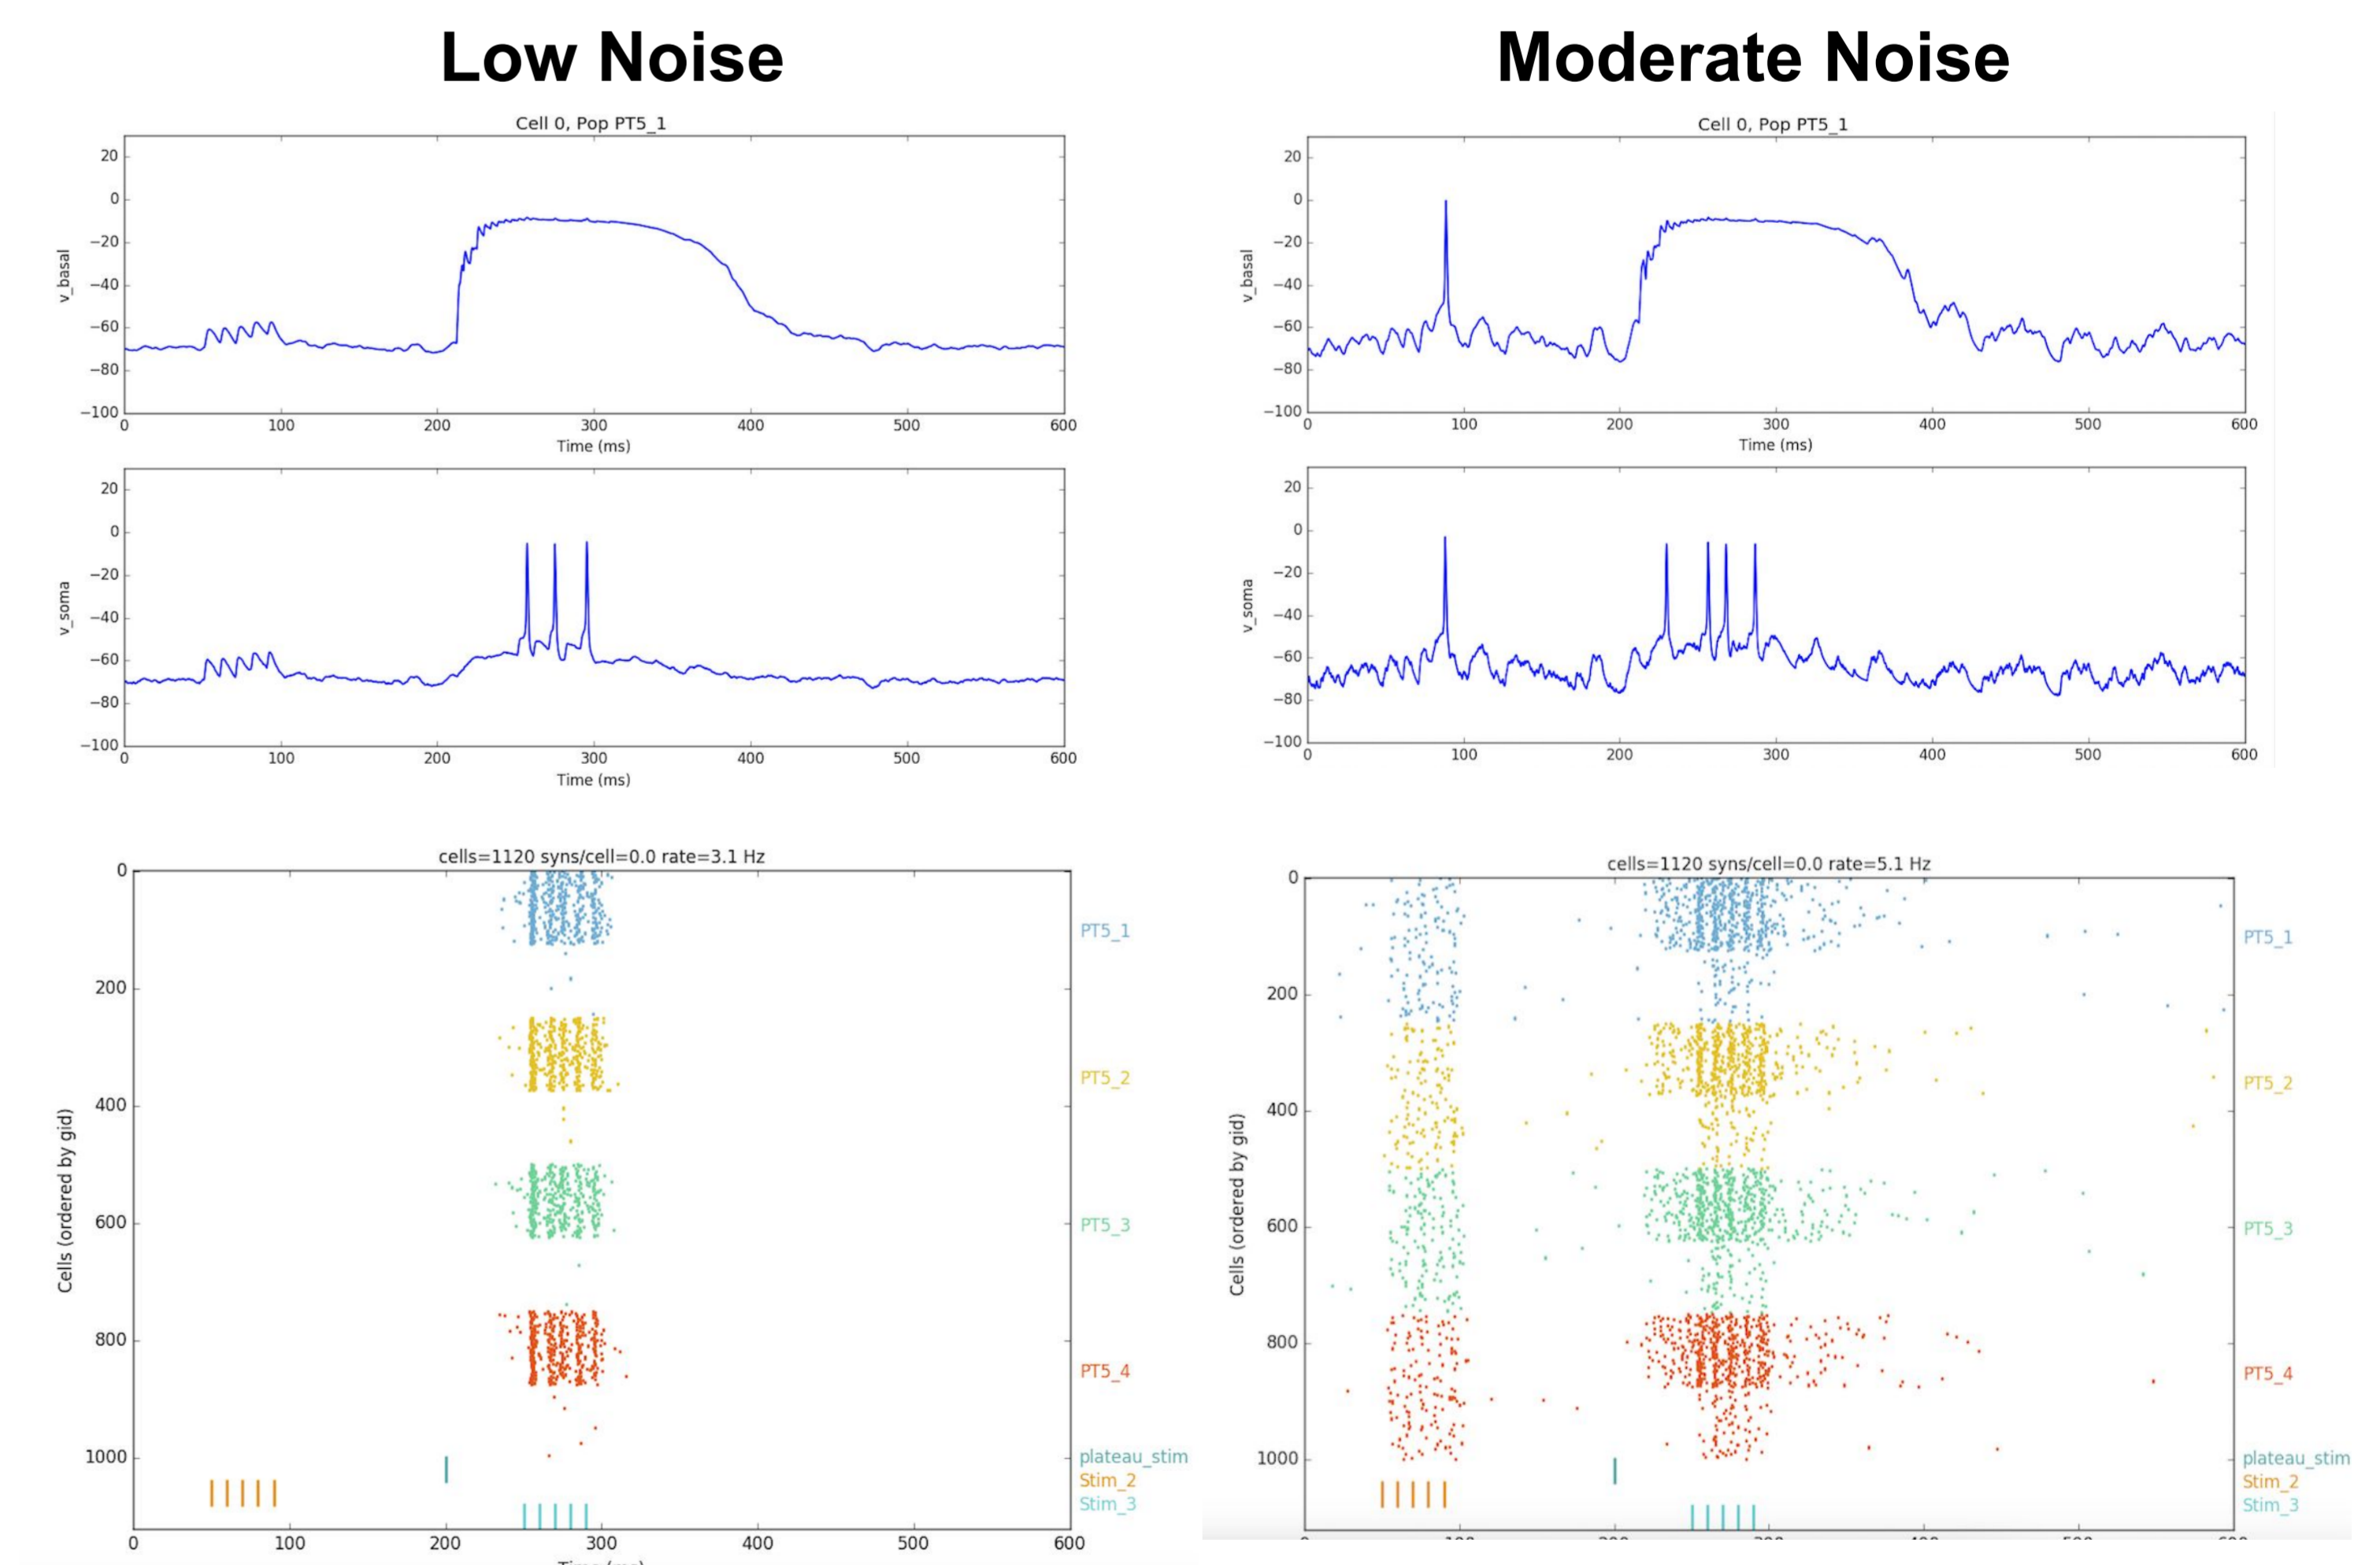 Low Noise
Cell 0, Pop PT5_1
20
0
−20
−40
−60
−80
−100
v_basal
0 100 200 300 400 500 600
Time (ms)
20
0
−20
−40
−60
−80
−100
v_soma
0 100 200 300 400 500 600
Time (ms)
cells=1120 syns/cell=0.0 rate=3.1 Hz
0
200
400
600
800
1000
Cells (ordered by gid)
PT5_1
PT5_2
PT5_3
PT5_4
plateau_stim
Stim_2
Stim_3
0 100 200 300 400 500 600
Moderate Noise
Cell 0, Pop PT5_1
20
0
−20
−40
−60
−80
−100
v_basal
0 100 200 300 400 500 600
Time (ms)
20
0
−20
−40
−60
−80
−100
v_soma
0 100 200 300 400 500 600
cells=1120 syns/cell=0.0 rate=5.1 Hz
0
200
400
600
800
1000
Cells (ordered by gid)
PT5_1
PT5_2
PT5_3
PT5_4
plateau_stim
Stim_2
Stim_3